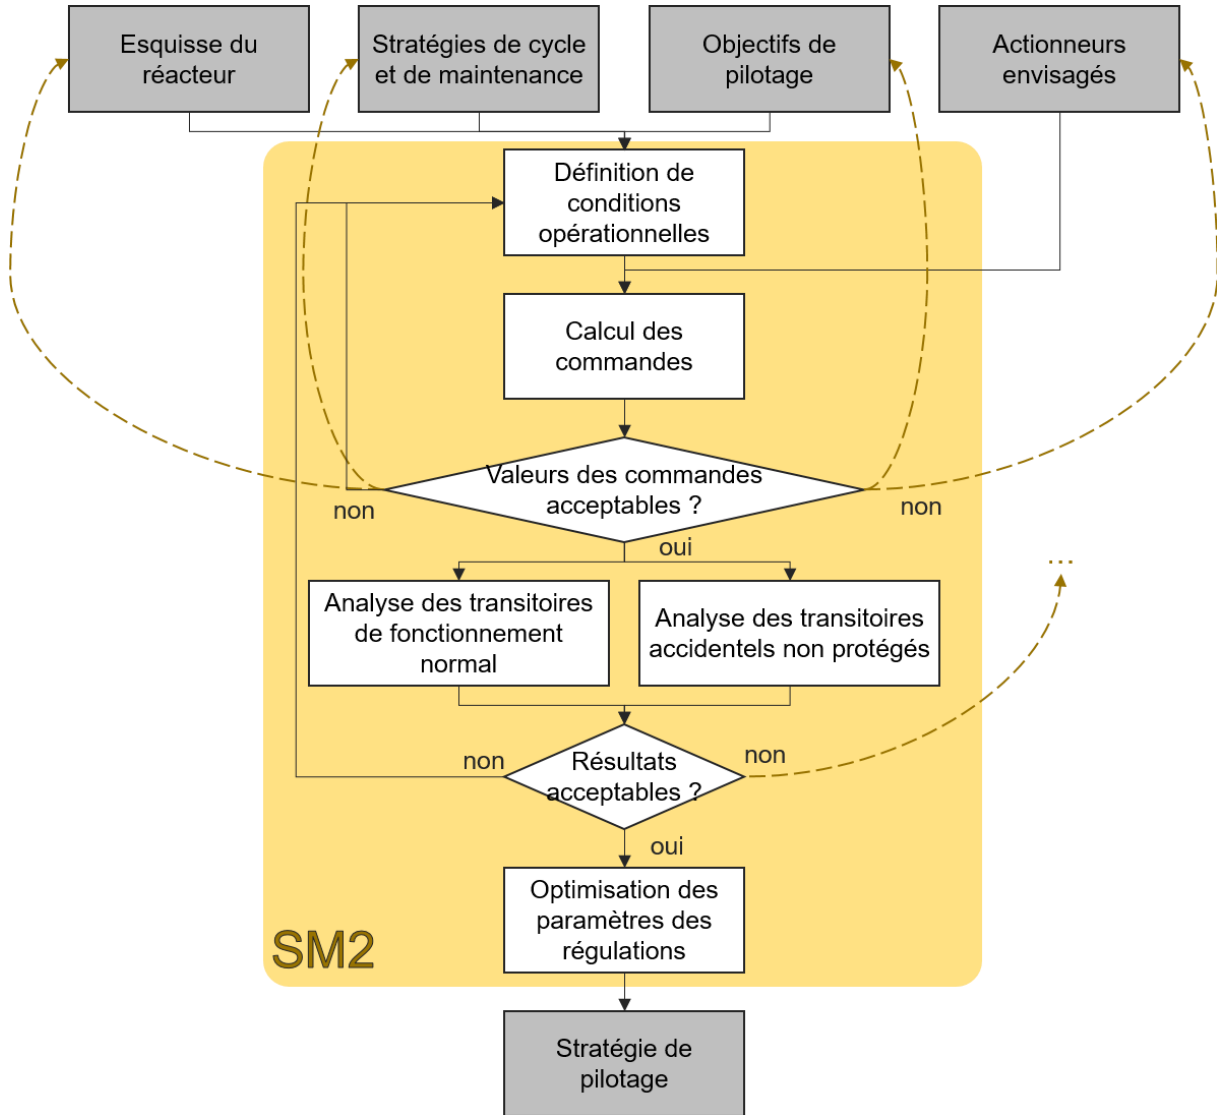 Esquisse du
réacteur
Stratégies de cycle
et de maintenance
Objectifs de
pilotage
Actionneurs
envisagés
Définition de
conditions
opérationnelles
Calcul des
commandes
Valeurs des commandes
acceptables ?
non
non
oui
...
Analyse des transitoires
de fonctionnement
normal
Analyse des transitoires
accidentels non protégés
non
Résultats
acceptables ?
non
oui
Optimisation des
paramètres des
régulations
SM2
Stratégie de
pilotage